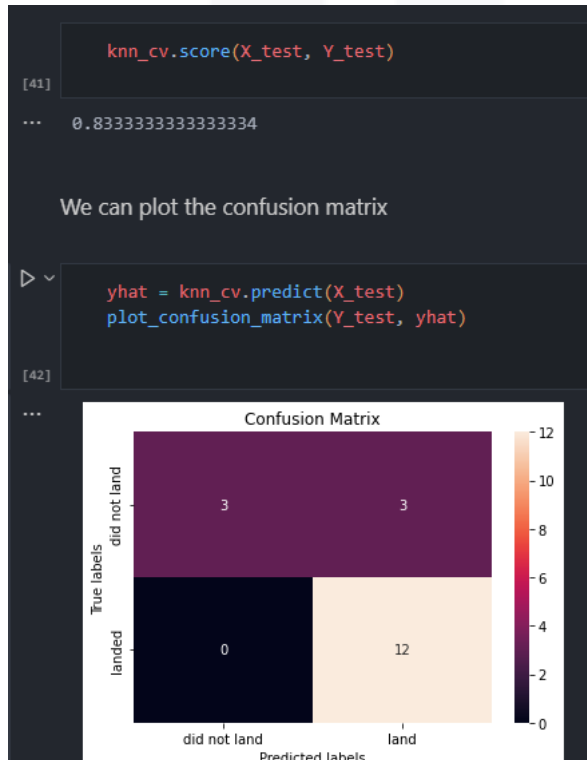 knn_cv.score(X_test, Y_test)
[41]
... 0.8333333333333334
We can plot the confusion matrix
yhat = knn_cv.predict(X_test)
plot_confusion_matrix(Y_test, yhat)
[42]
...
Confusion Matrix
True labels
did not land
landed
3
3
0
12
12
10
8
6
4
2
0
did not land
land
Predicted labels